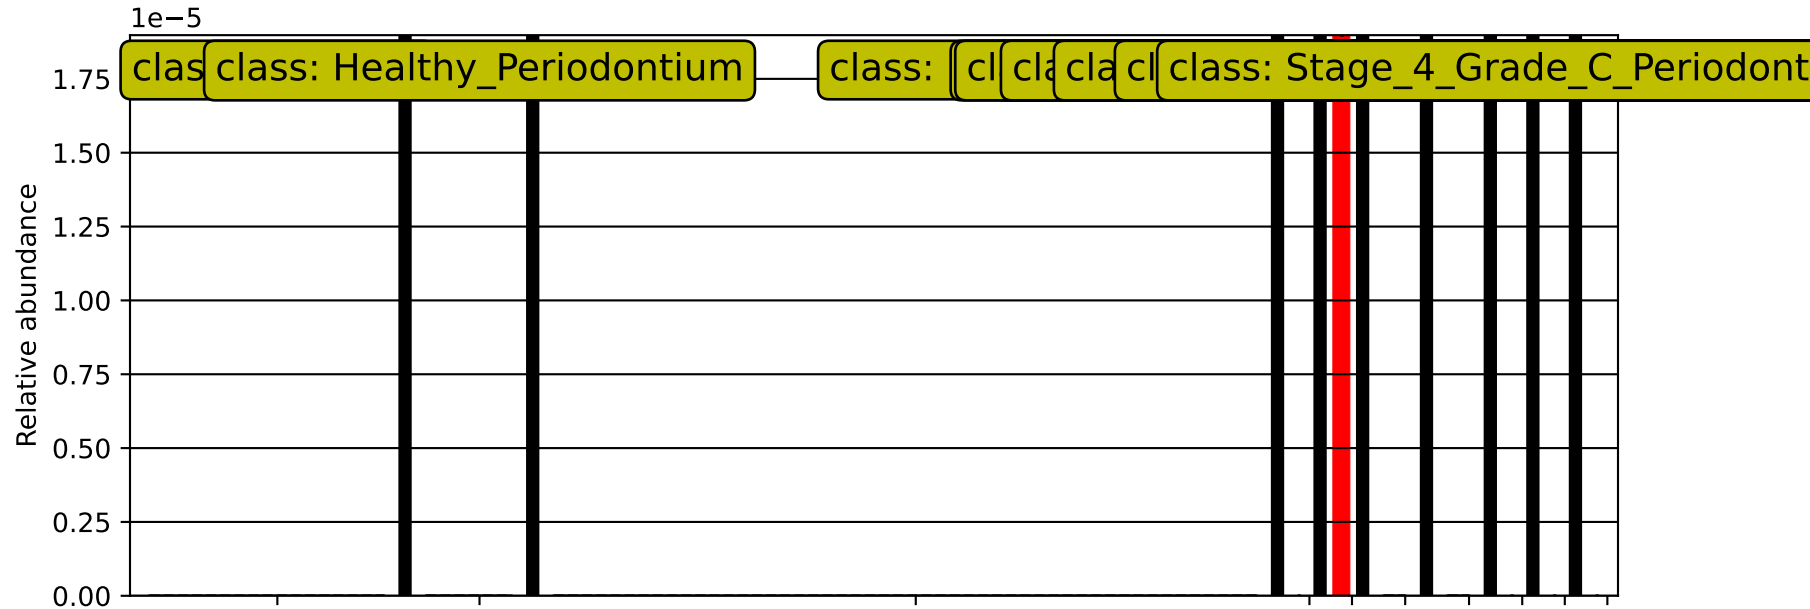 1e−5
class: Healthy_Periodontium
class:
class: Stage_4_Grade_C_Periodont
1.75
1.50
1.25
1.00
0.75
0.50
0.25
0.00
Relative abundance